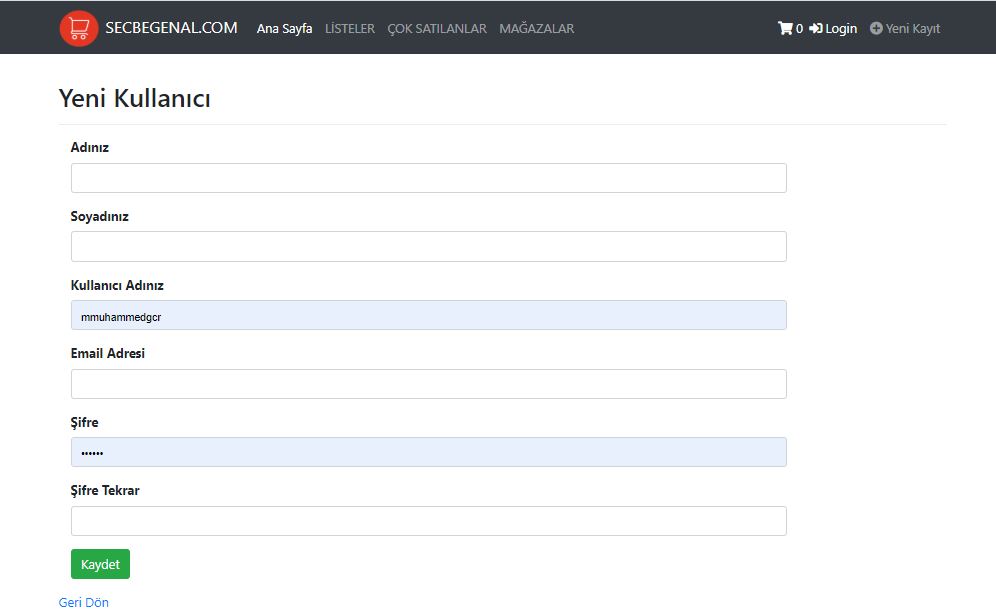 SECBEGENAL.COM Ana Sayfa LİSTELER ÇOK SATILANLAR MAĞAZALAR 0 Login Yeni Kayıt
Yeni Kullanıcı
Adınız
Soyadınız
Kullanıcı Adınız
mmuhammedgcr
Email Adresi
Şifre
••••••
Şifre Tekrar
Kaydet
Geri Dön